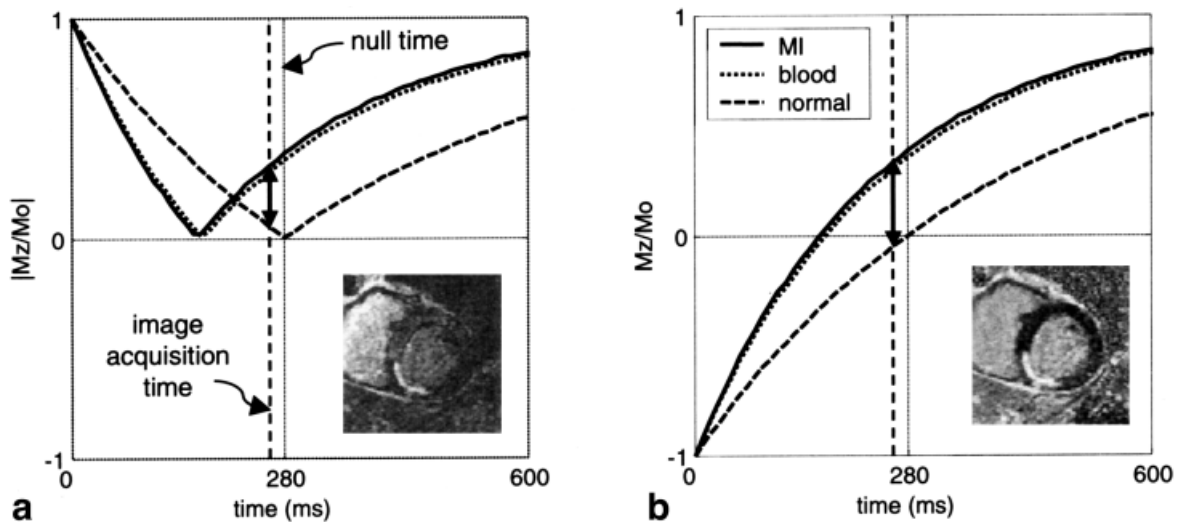 1
null time
|Mz/Mo|
0
image
acquisition
time
-1
0
280
600
time (ms)
a
1
MI
blood
normal
Mz/Mo
0
-1
0
280
600
time (ms)
b